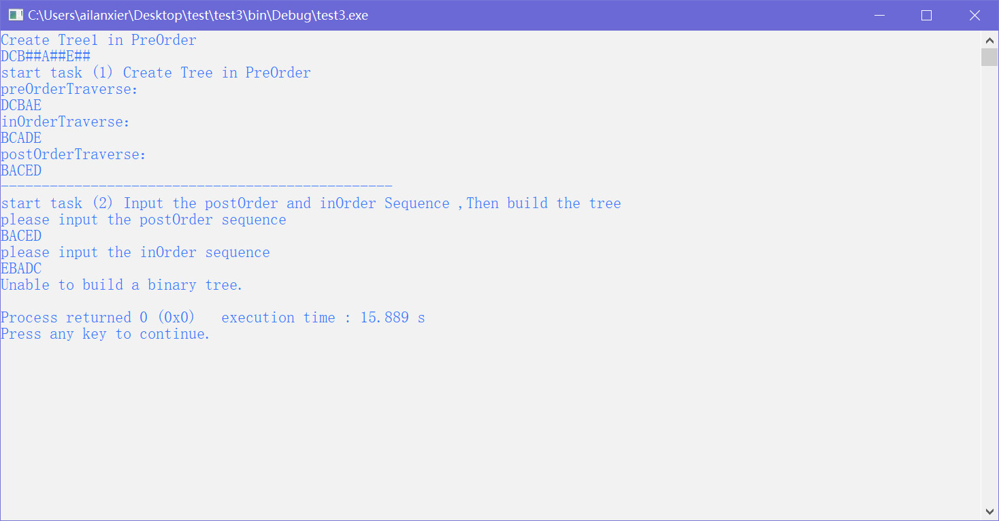 C:\Users\ailanxier\Desktop\test\test3\bin\Debug\test3.exe
Create Tree1 in PreOrder
DCB##A##E##
start task (1) Create Tree in PreOrder
preOrderTraverse:
DCBAE
inOrderTraverse:
BCADE
postOrderTraverse:
BACED
------------------------------------------------
start task (2) Input the postOrder and inOrder Sequence ,Then build the tree
please input the postOrder sequence
BACED
please input the inOrder sequence
EBADC
Unable to build a binary tree.
Process returned 0 (0x0)   execution time : 15.889 s
Press any key to continue.